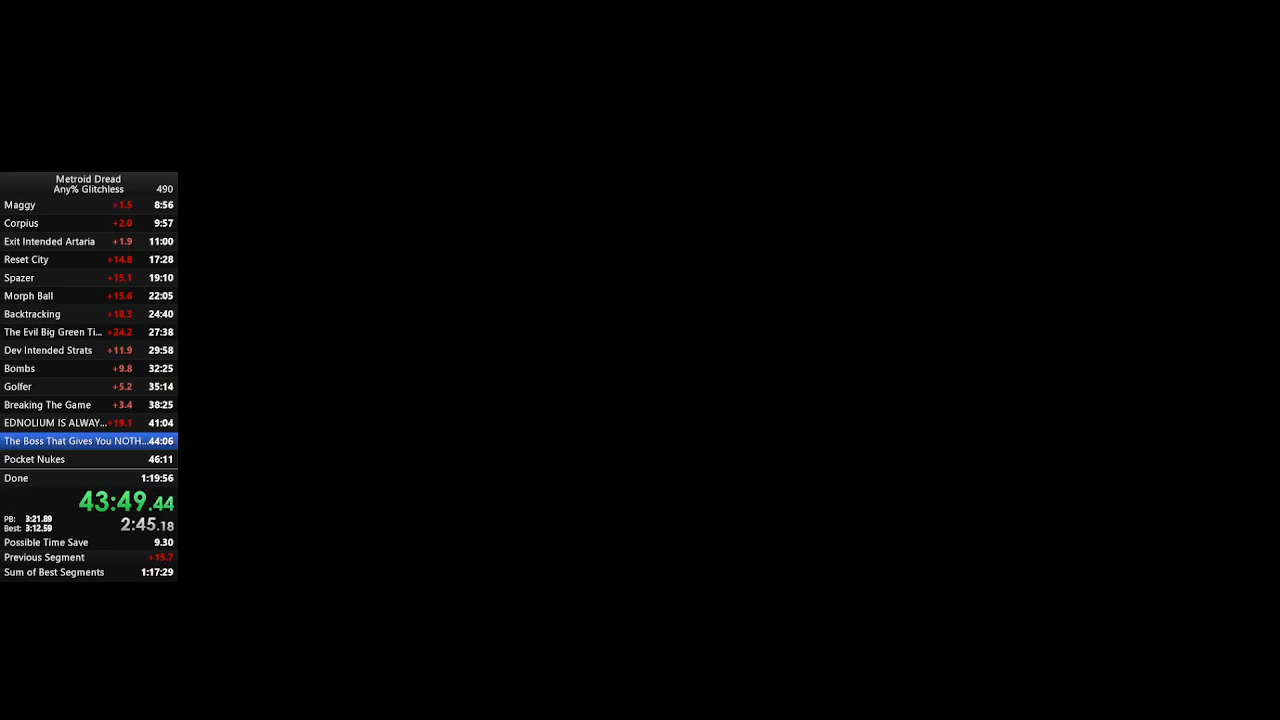 Metroid Dread
Any% Glitchless 490
Maggy +1.5 8:56
Corpius +2.0 9:57
Exit Intended Artaria +1.9 11:00
Reset City +14.8 17:28
Spazer +15.1 19:10
Morph Ball +15.6 22:05
Backtracking +18.3 24:40
The Evil Big Green Ti... +24.2 27:38
Dev Intended Strats +11.9 29:58
Bombs +9.8 32:25
Golfer +5.2 35:14
Breaking The Game +3.4 38:25
EDNOLIUM IS ALWAY... +19.1 41:04
The Boss That Gives You NOTH... 44:06
Pocket Nukes 46:11
Done 1:19:56
43:49.44
PB: 3:21.89
Best: 3:12.59 2:45.18
Possible Time Save 9.30
Previous Segment +15.7
Sum of Best Segments 1:17:29